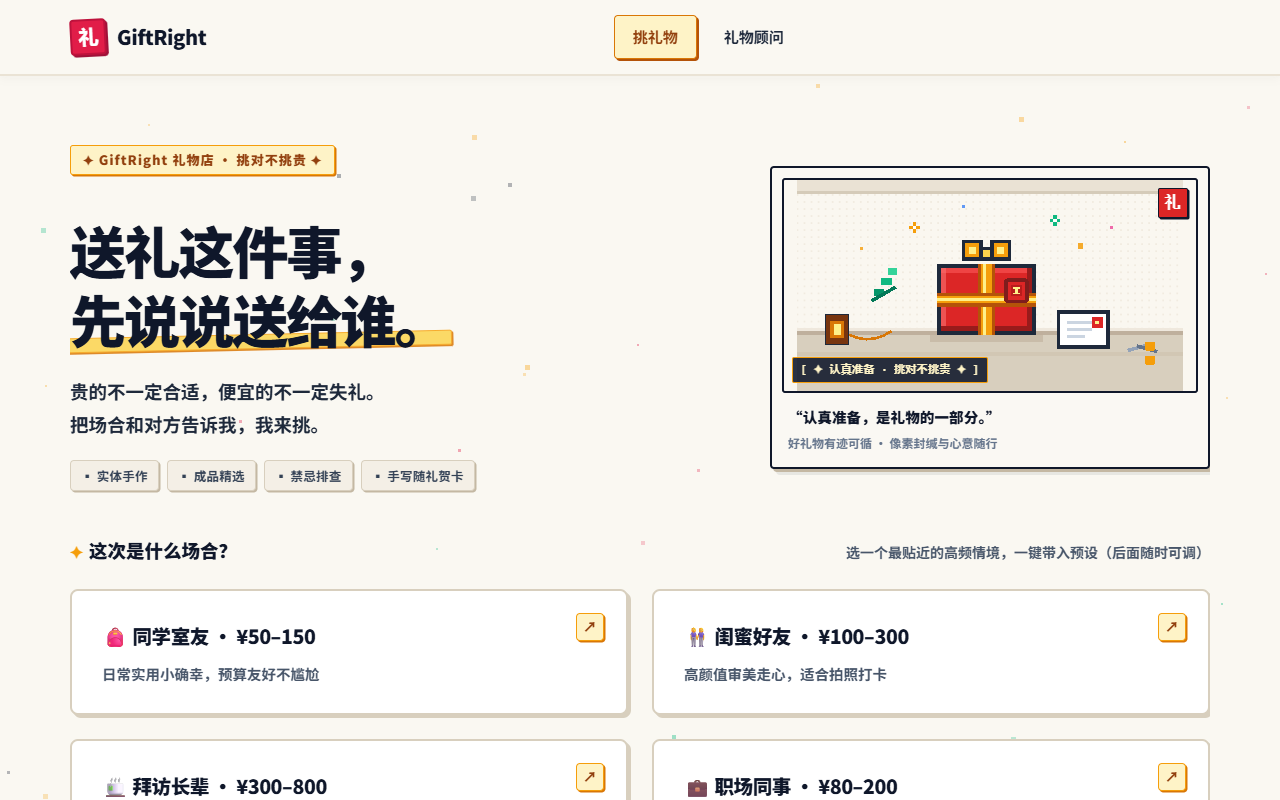 礼 GiftRight
挑礼物
礼物顾问
✦ GiftRight 礼物店 · 挑对不挑贵 ✦
送礼这件事，
先说说送给谁。
贵的不一定合适，便宜的不一定失礼。
把场合和对方告诉我，我来挑。
▪ 实体手作
▪ 成品精选
▪ 禁忌排查
▪ 手写随礼贺卡
礼
[ ✦ 认真准备 · 挑对不挑贵 ✦ ]
“认真准备，是礼物的一部分。”
好礼物有迹可循 · 像素封缄与心意随行
✦ 这次是什么场合？
选一个最贴近的高频情境，一键带入预设（后面随时可调）
同学室友 · ¥50–150
↗
日常实用小确幸，预算友好不尴尬
闺蜜好友 · ¥100–300
↗
高颜值审美走心，适合拍照打卡
拜访长辈 · ¥300–800
↗
职场同事 · ¥80–200
↗